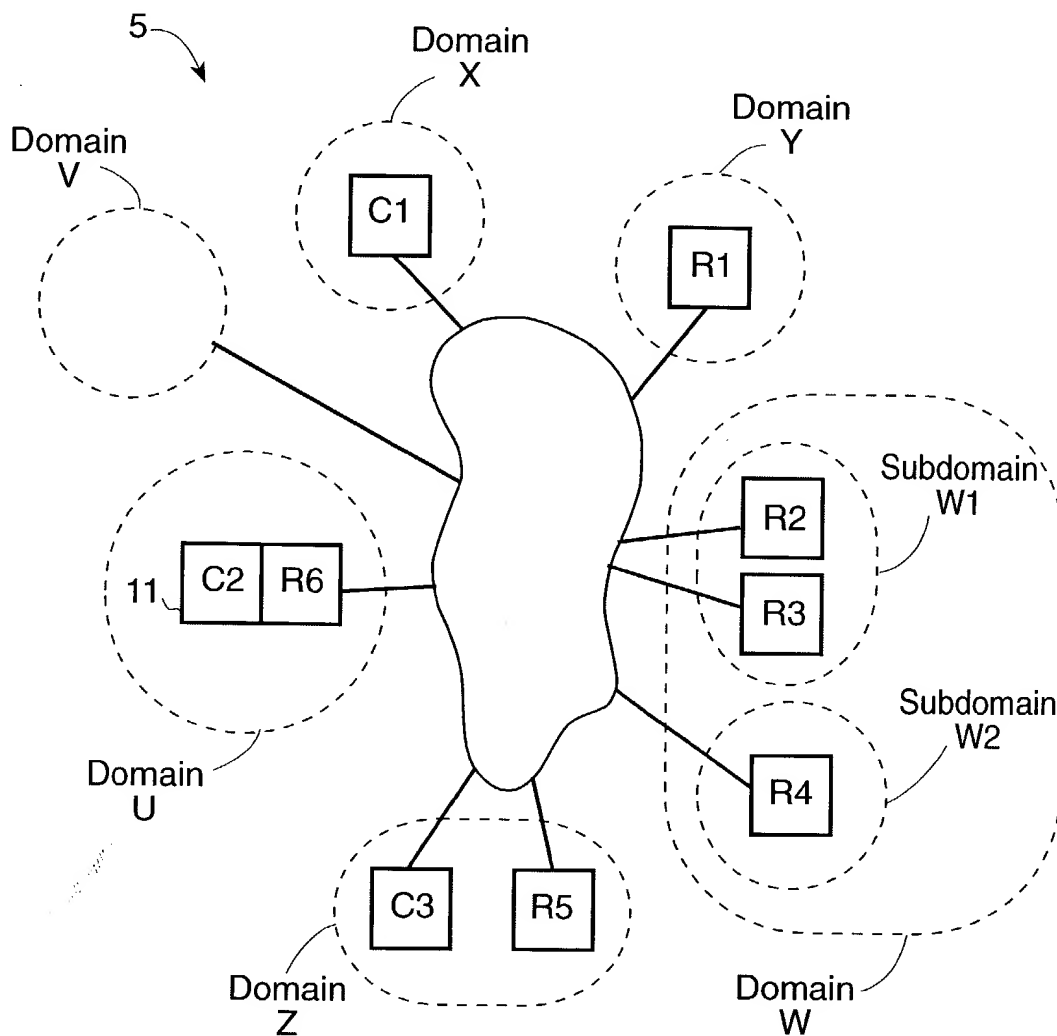 5
Domain
X
Domain
Y
Domain
V
C1
R1
Subdomain
W1
R2
R3
11
C2
R6
Subdomain
W2
R4
Domain
U
C3
R5
Domain
Z
Domain
W